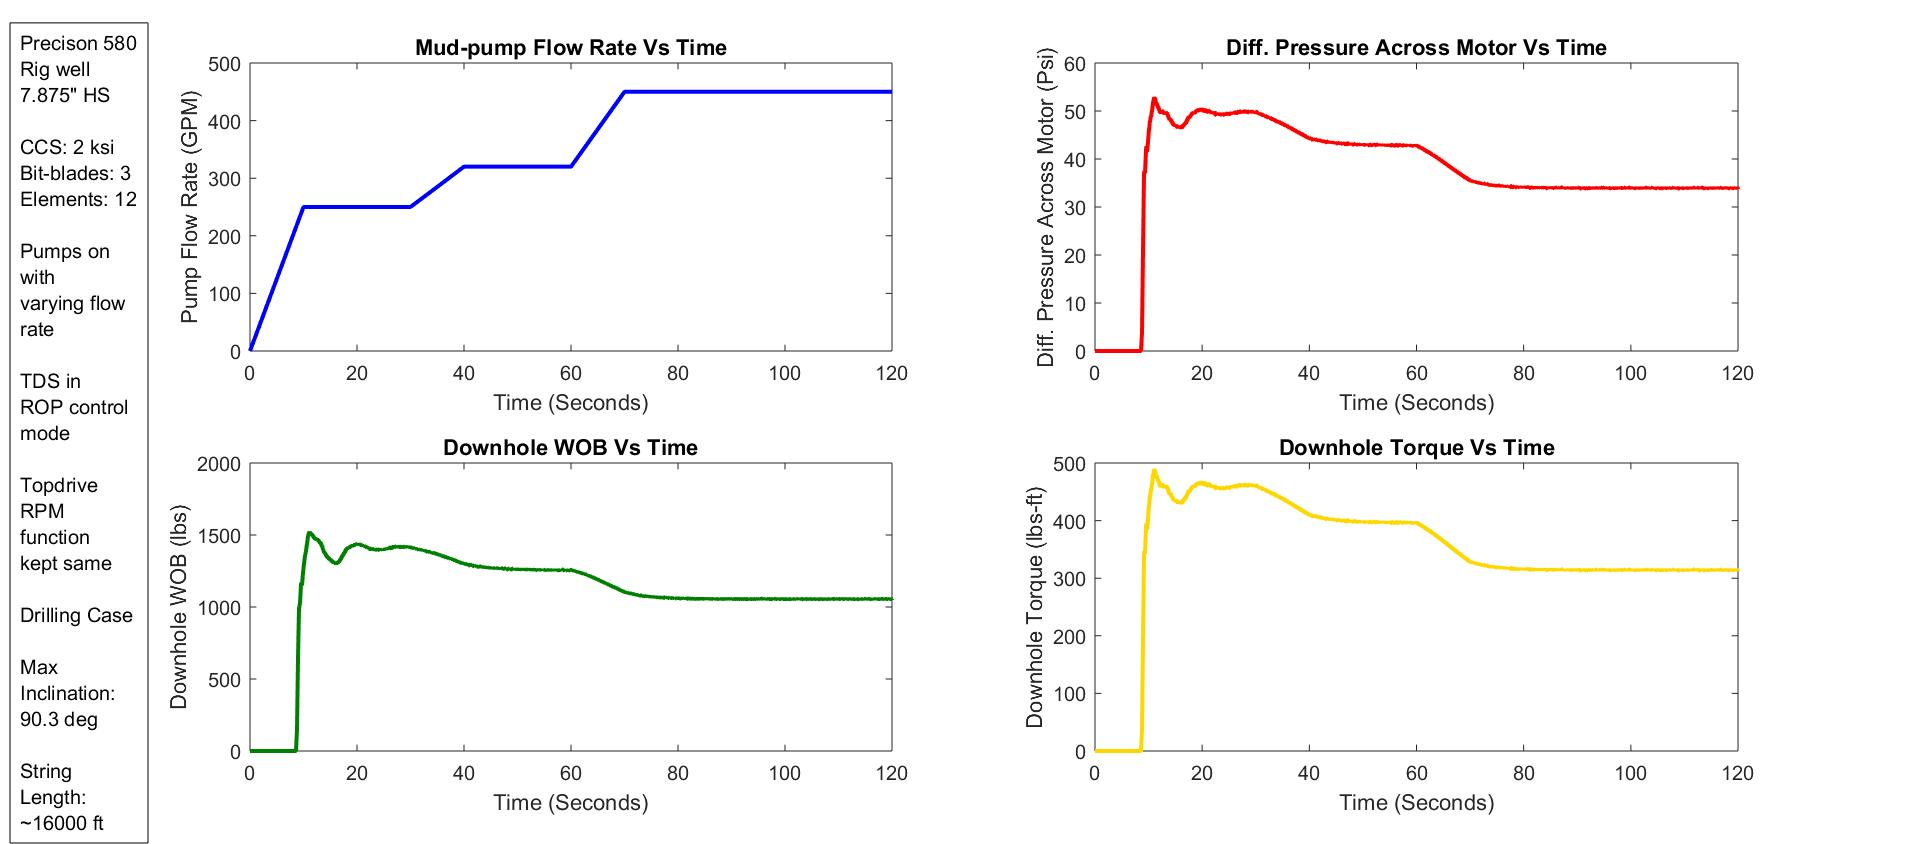 Precison 580
Rig well
7.875" HS
CCS: 2 ksi
Bit-blades: 3
Elements: 12
Pumps on
with
varying flow
rate
TDS in
ROP control
mode
Topdrive
RPM
function
kept same
Drilling Case
Max
Inclination:
90.3 deg
String
Length:
~16000 ft
Mud-pump Flow Rate Vs Time
Pump Flow Rate (GPM)
500
400
300
200
100
0
0 20 40 60 80 100 120
Time (Seconds)
Diff. Pressure Across Motor Vs Time
Diff. Pressure Across Motor (Psi)
60
50
40
30
20
10
0
0 20 40 60 80 100 120
Time (Seconds)
Downhole WOB Vs Time
Downhole WOB (lbs)
2000
1500
1000
500
0
0 20 40 60 80 100 120
Time (Seconds)
Downhole Torque Vs Time
Downhole Torque (lbs-ft)
500
400
300
200
100
0
0 20 40 60 80 100 120
Time (Seconds)